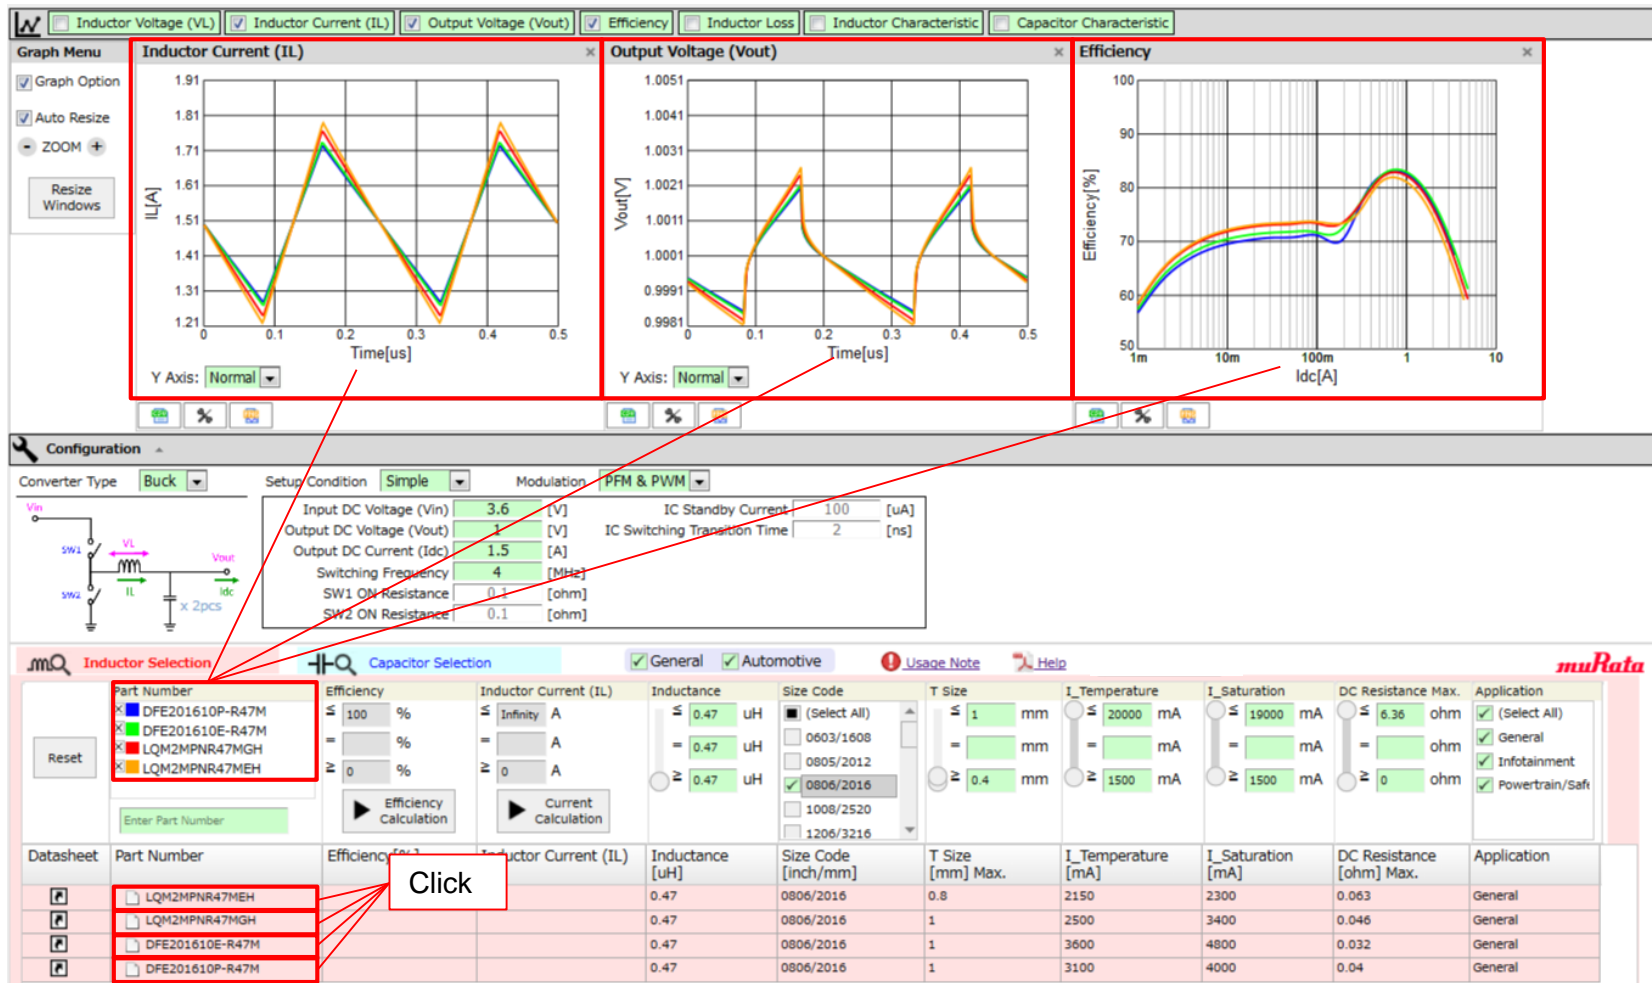 Inductor Voltage (VL) Inductor Current (IL) Output Voltage (Vout) Efficiency Inductor Loss Inductor Characteristic Capacitor Characteristic
Graph Menu
Graph Option
Auto Resize
- ZOOM +
Resize
Windows
Inductor Current (IL) ×
1.91
1.81
1.71
1.61
1.51
1.41
1.31
1.21
IL[A]
0 0.1 0.2 0.3 0.4 0.5
Time[us]
Y Axis: Normal
Output Voltage (Vout) ×
1.0051
1.0041
1.0031
1.0021
1.0011
1.0001
0.9991
0.9981
Vout[V]
0 0.1 0.2 0.3 0.4 0.5
Time[us]
Y Axis: Normal
Efficiency ×
100
90
80
70
60
50
Efficiency[%]
1m 10m 100m 1 10
Idc[A]
Configuration
Converter Type Buck Setup Condition Simple Modulation PFM & PWM
Vin
SW1
VL
Vout
SW2
IL
Idc
x 2pcs
Input DC Voltage (Vin) 3.6 [V] IC Standby Current 100 [uA]
Output DC Voltage (Vout) 1 [V] IC Switching Transition Time 2 [ns]
Output DC Current (Idc) 1.5 [A]
Switching Frequency 4 [MHz]
SW1 ON Resistance 0.1 [ohm]
SW2 ON Resistance 0.1 [ohm]
Inductor Selection Capacitor Selection General Automotive Usage Note Help muRata
Reset
Part Number
DFE201610P-R47M
DFE201610E-R47M
LQM2MPNR47MGH
LQM2MPNR47MEH
Enter Part Number
Efficiency
≤ 100 %
= %
≥ 0 %
Efficiency
Calculation
Inductor Current (IL)
≤ Infinity A
= A
≥ 0 A
Current
Calculation
Inductance
≤ 0.47 uH
= 0.47 uH
≥ 0.47 uH
Size Code
(Select All)
0603/1608
0805/2012
0806/2016
1008/2520
1206/3216
T Size
≤ 1 mm
= mm
≥ 0.4 mm
I_Temperature
≤ 20000 mA
= mA
≥ 1500 mA
I_Saturation
≤ 19000 mA
= mA
≥ 1500 mA
DC Resistance Max.
≤ 6.36 ohm
= ohm
≥ 0 ohm
Application
(Select All)
General
Infotainment
Powertrain/Safe
Datasheet Part Number Efficiency[%] Inductor Current (IL) Inductance [uH] Size Code [inch/mm] T Size [mm] Max. I_Temperature [mA] I_Saturation [mA] DC Resistance [ohm] Max. Application
Click
LQM2MPNR47MEH 0.47 0806/2016 0.8 2150 2300 0.063 General
LQM2MPNR47MGH 0.47 0806/2016 1 2500 3400 0.046 General
DFE201610E-R47M 0.47 0806/2016 1 3600 4800 0.032 General
DFE201610P-R47M 0.47 0806/2016 1 3100 4000 0.04 General